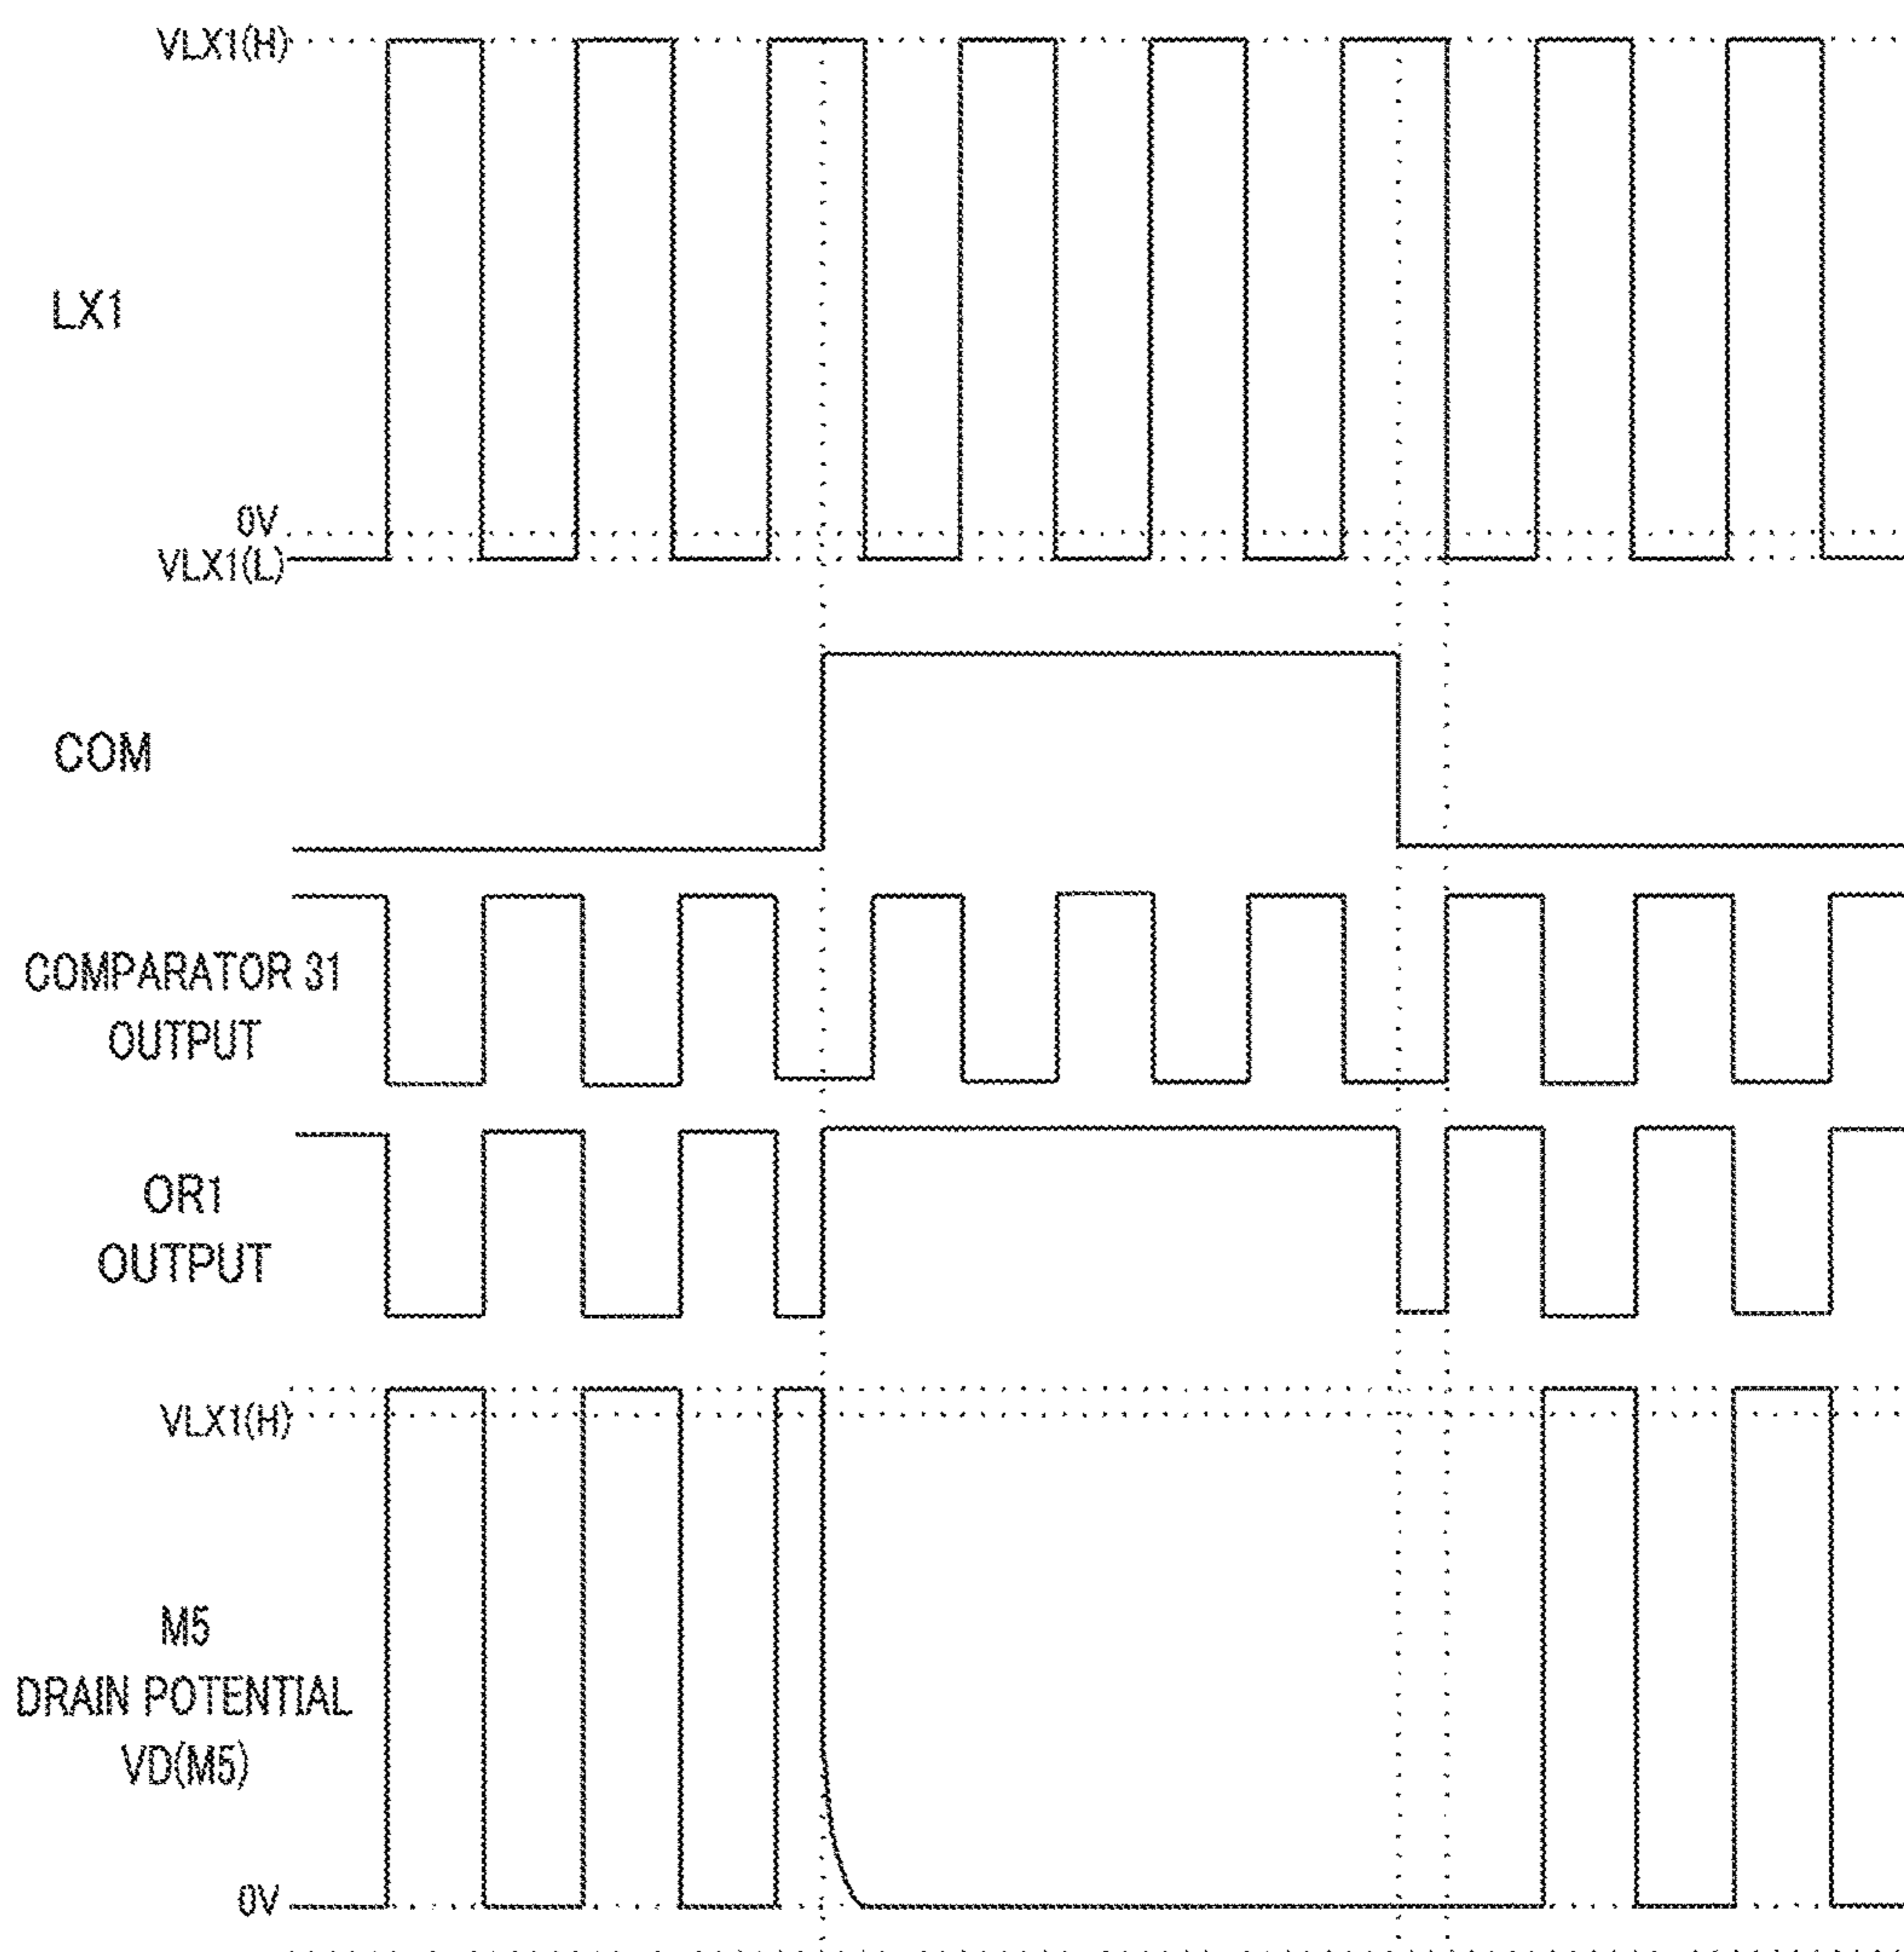 VLX1(H)
LX1
0V
VLX1(L)
COM
COMPARATOR 31
OUTPUT
OR1
OUTPUT
VLX1(H)
M5
DRAIN POTENTIAL
VD(M5)
0V